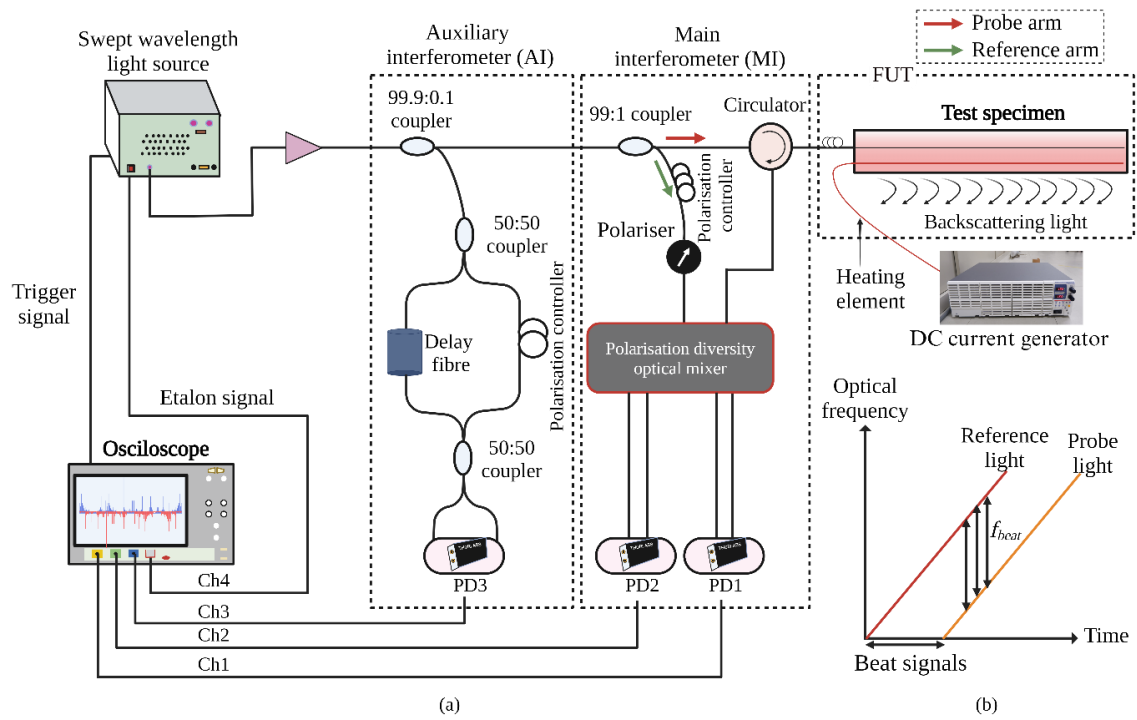 Swept wavelength
light source
Auxiliary
interferometer (AI)
Main
interferometer (MI)
Probe arm
Reference arm
FUT
99.9:0.1
coupler
99:1 coupler
Circulator
Test specimen
Polarisation
controller
50:50
coupler
Polariser
Backscattering light
Trigger
signal
Heating
element
Delay
fibre
Polarisation controller
Polarisation diversity
optical mixer
DC current generator
Etalon signal
Osciloscope
50:50
coupler
Optical
frequency
Reference
light
Probe
light
fbeat
PD3
PD2
PD1
Ch4
Ch3
Ch2
Ch1
Time
Beat signals
(a)
(b)